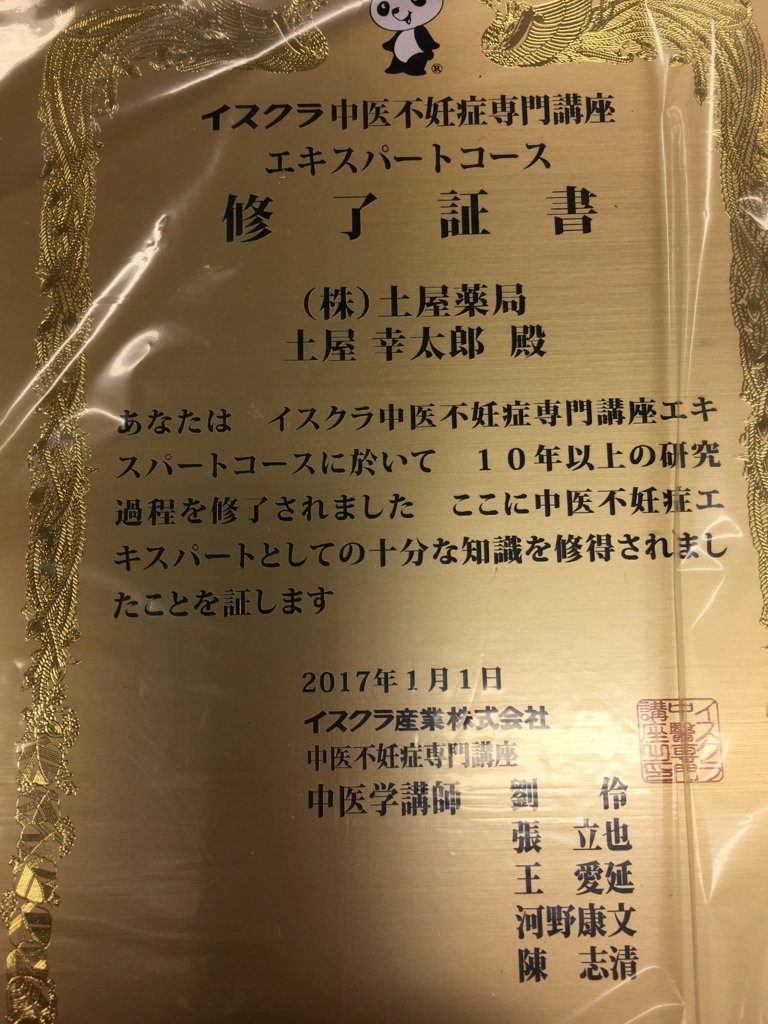 ®
イスクラ中医不妊症専門講座
エキスパートコース
修了証書
(株)土屋薬局
土屋 幸太郎 殿
あなたは　イスクラ中医不妊症専門講座エキ
スパートコースに於いて　10年以上の研究
過程を修了されました　ここに中医不妊症エ
キスパートとしての十分な知識を修得されまし
たことを証します
2017年1月1日
イスクラ産業株式会社
中医不妊症専門講座
中医学講師　劉　伶
張　立也
王　愛延
河野康文
陳　志清
イスクラ
中醫専門